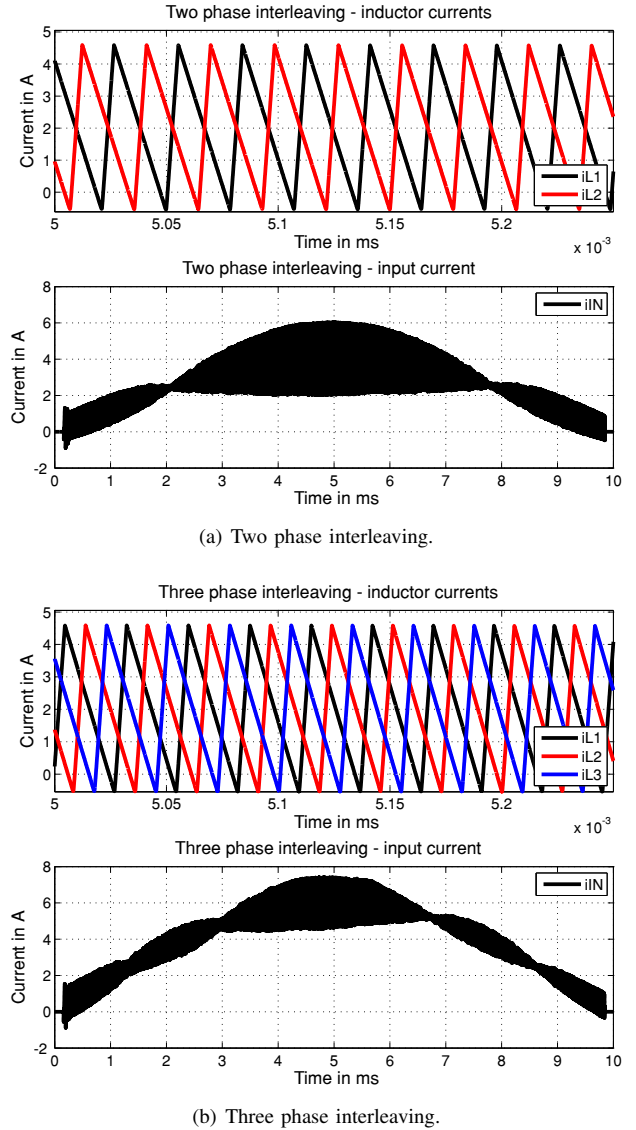 Two phase interleaving - inductor currents
Current in A
5
4
3
2
1
0
iL1
iL2
5
5.05
5.1
5.15
5.2
Time in ms
x 10⁻³
Two phase interleaving - input current
Current in A
8
6
4
2
0
-2
iIN
0
1
2
3
4
5
6
7
8
9
10
Time in ms
(a) Two phase interleaving.
Three phase interleaving - inductor currents
Current in A
5
4
3
2
1
0
iL1
iL2
iL3
5
5.05
5.1
5.15
5.2
Time in ms
x 10⁻³
Three phase interleaving - input current
Current in A
8
6
4
2
0
-2
iIN
0
1
2
3
4
5
6
7
8
9
10
Time in ms
(b) Three phase interleaving.